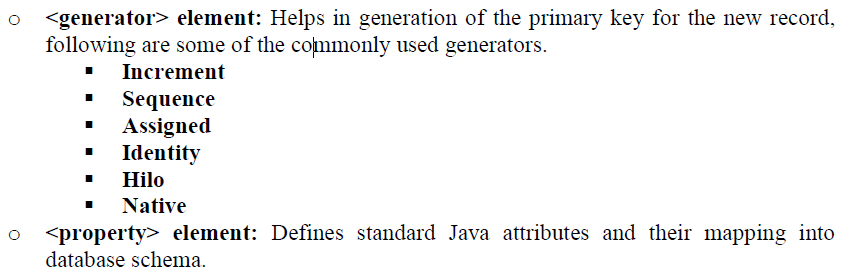 ○ <generator> element: Helps in generation of the primary key for the new record,
following are some of the commonly used generators.
▪ Increment
▪ Sequence
▪ Assigned
▪ Identity
▪ Hilo
▪ Native
○ <property> element: Defines standard Java attributes and their mapping into
database schema.